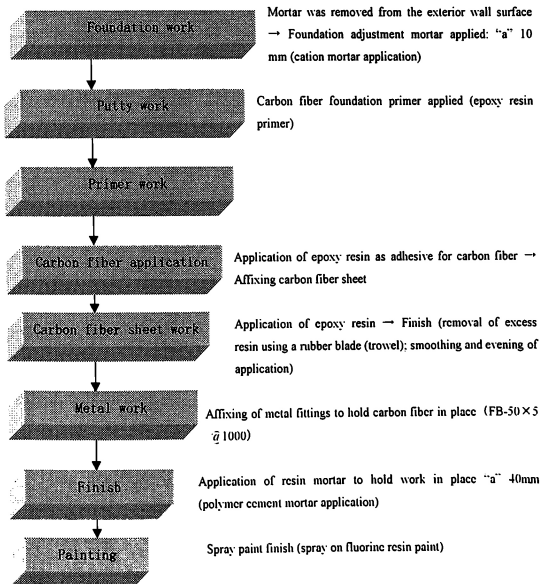 Mortar was removed from the exterior wall surface
Foundation work
→ Foundation adjustment mortar applied: "a" 10
mm (cation mortar application)
Putty work
Carbon fiber foundation primer applied (epoxy resin
primer)
Primer work
Carbon fiber application
Application of epoxy resin as adhesive for carbon fiber →
Affixing carbon fiber sheet
Carbon fiber sheet work
Application of epoxy resin → Finish (removal of excess
resin using a rubber blade (trowel); smoothing and evening of
application)
Metal work
Affixing of metal fittings to hold carbon fiber in place (FB-50×5
@ 1000)
Finish
Application of resin mortar to hold work in place "a" 40mm
(polymer cement mortar application)
Painting
Spray paint finish (spray on fluorine resin paint)